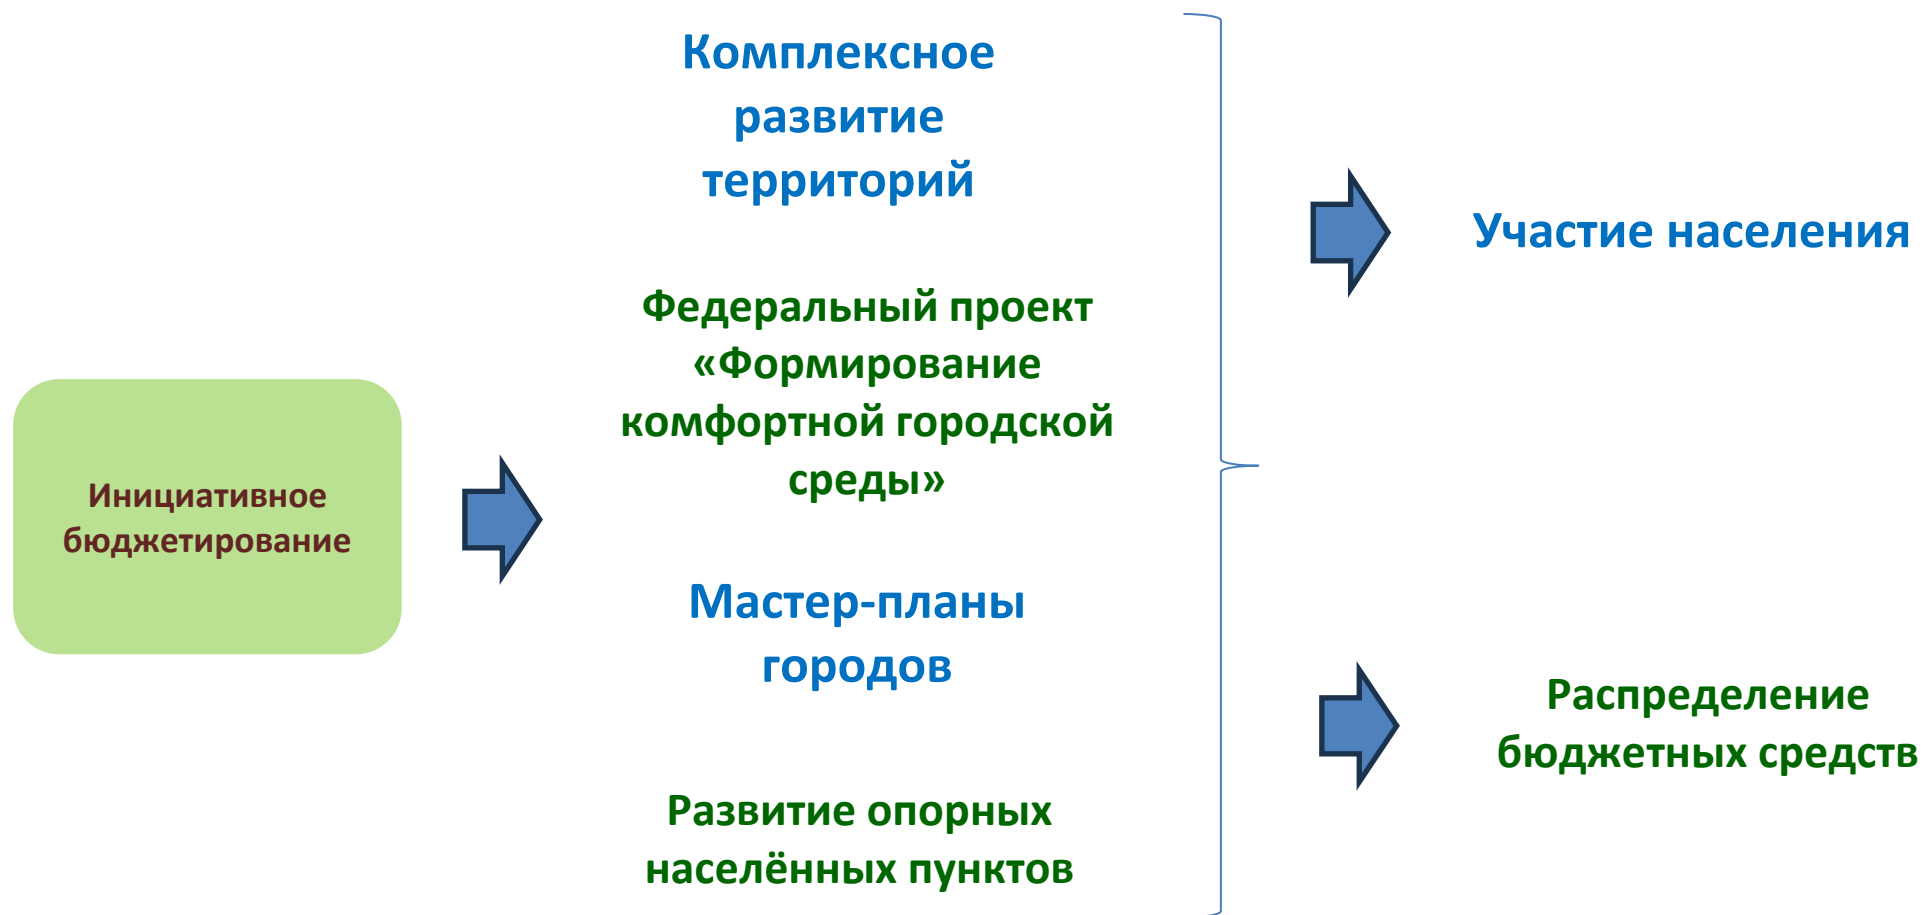 Инициативное
бюджетирование
Комплексное
развитие
территорий
Федеральный проект
«Формирование
комфортной городской
среды»
Мастер-планы
городов
Развитие опорных
населённых пунктов
Участие населения
Распределение
бюджетных средств